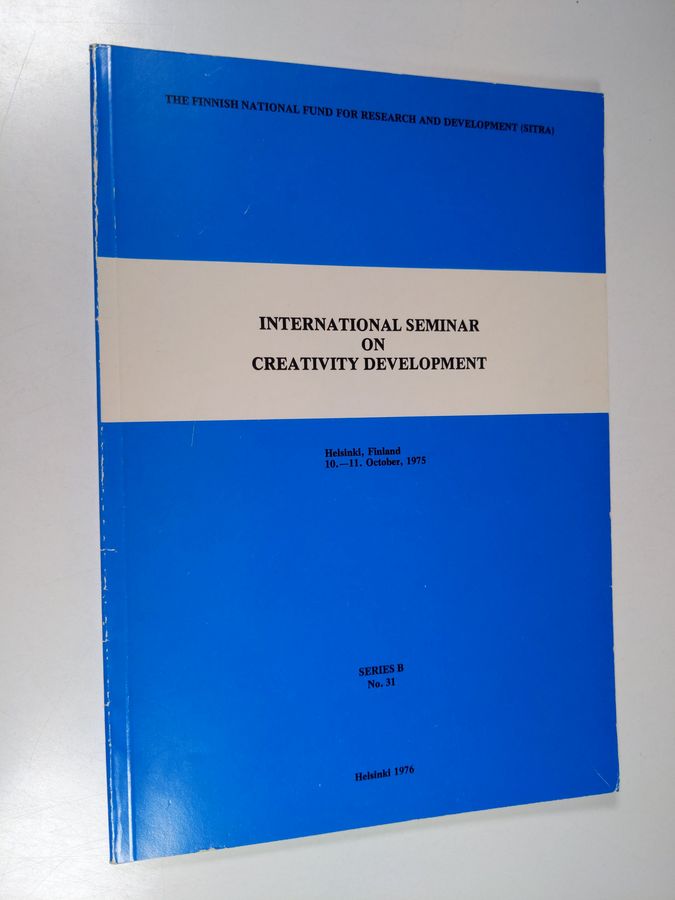 THE FINNISH NATIONAL FUND FOR RESEARCH AND DEVELOPMENT (SITRA)
INTERNATIONAL SEMINAR
ON
CREATIVITY DEVELOPMENT
Helsinki, Finland
10.—11. October, 1975
SERIES B
No. 31
Helsinki 1976